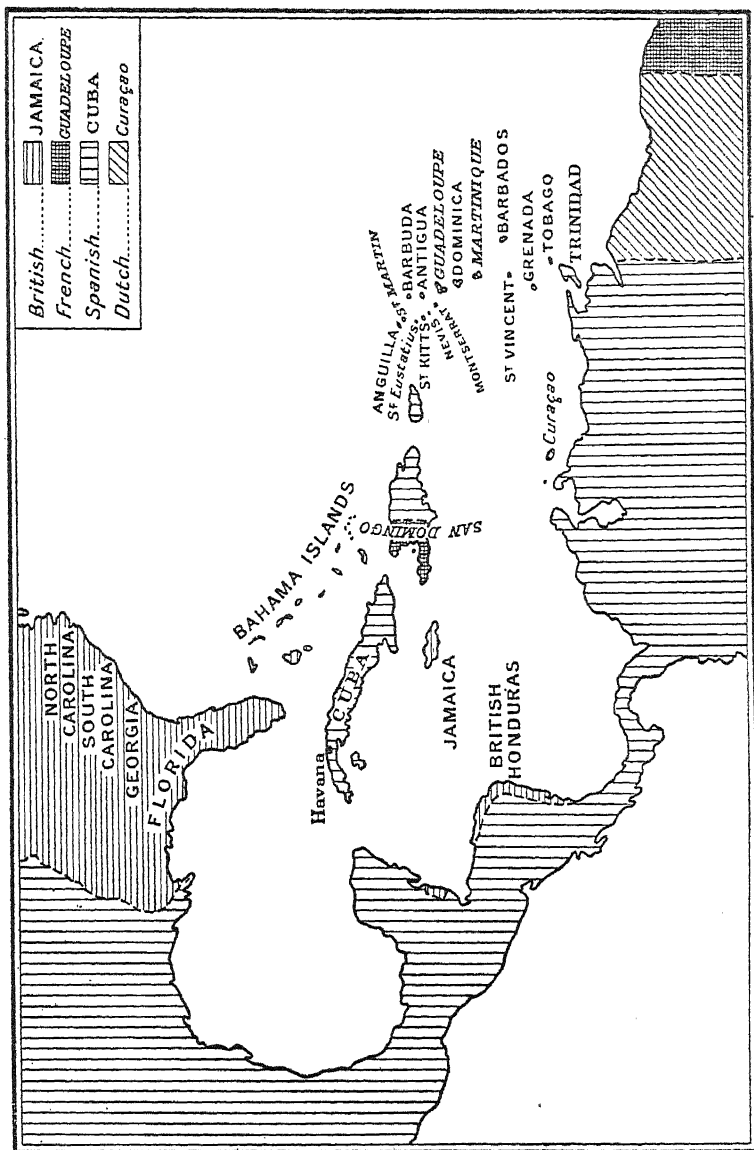 British.......... JAMAICA.
French.......... GUADELOUPE
Spanish.......... CUBA
Dutch.......... Curaçao
NORTH
CAROLINA
SOUTH
CAROLINA
GEORGIA
FLORIDA
BAHAMA ISLANDS
Havana
CUBA
JAMAICA
BRITISH
HONDURAS
SAN DOMINGO
ANGUILLA
Sᵗ MARTIN
Sᵗ Eustatius
Sᵗ KITTS
NEVIS
MONTSERRAT
BARBUDA
ANTIGUA
GUADELOUPE
DOMINICA
MARTINIQUE
Sᵀ VINCENT
BARBADOS
GRENADA
TOBAGO
TRINIDAD
Curaçao